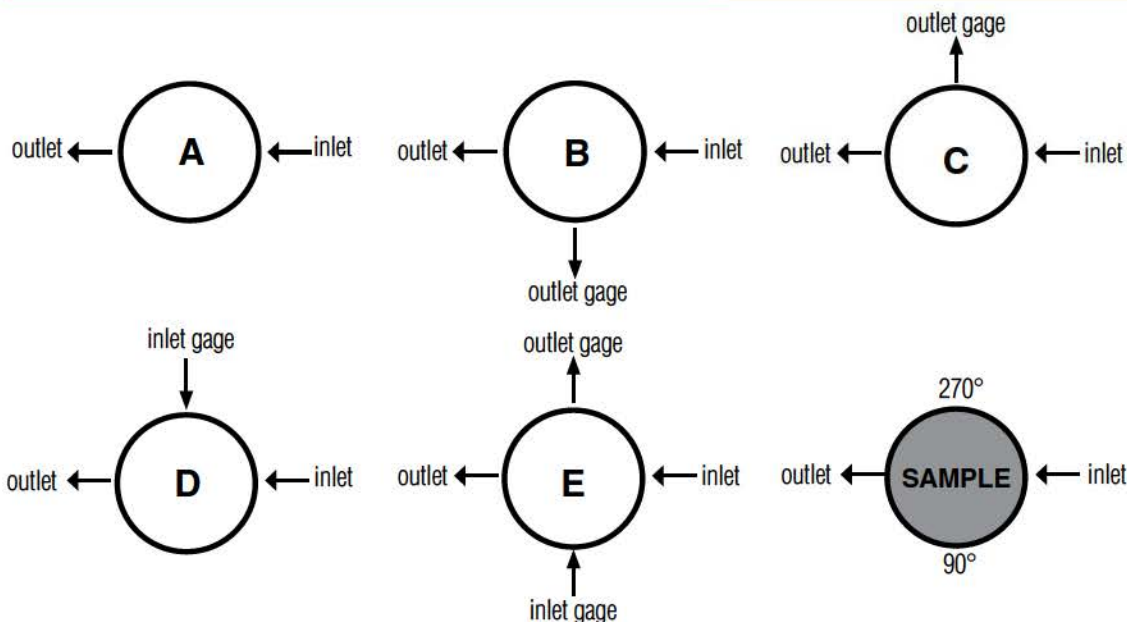 outlet gage
outlet A inlet
outlet B inlet
outlet C inlet
outlet gage
inlet gage
outlet gage
270°
outlet D inlet
outlet E inlet
outlet SAMPLE inlet
90°
inlet gage